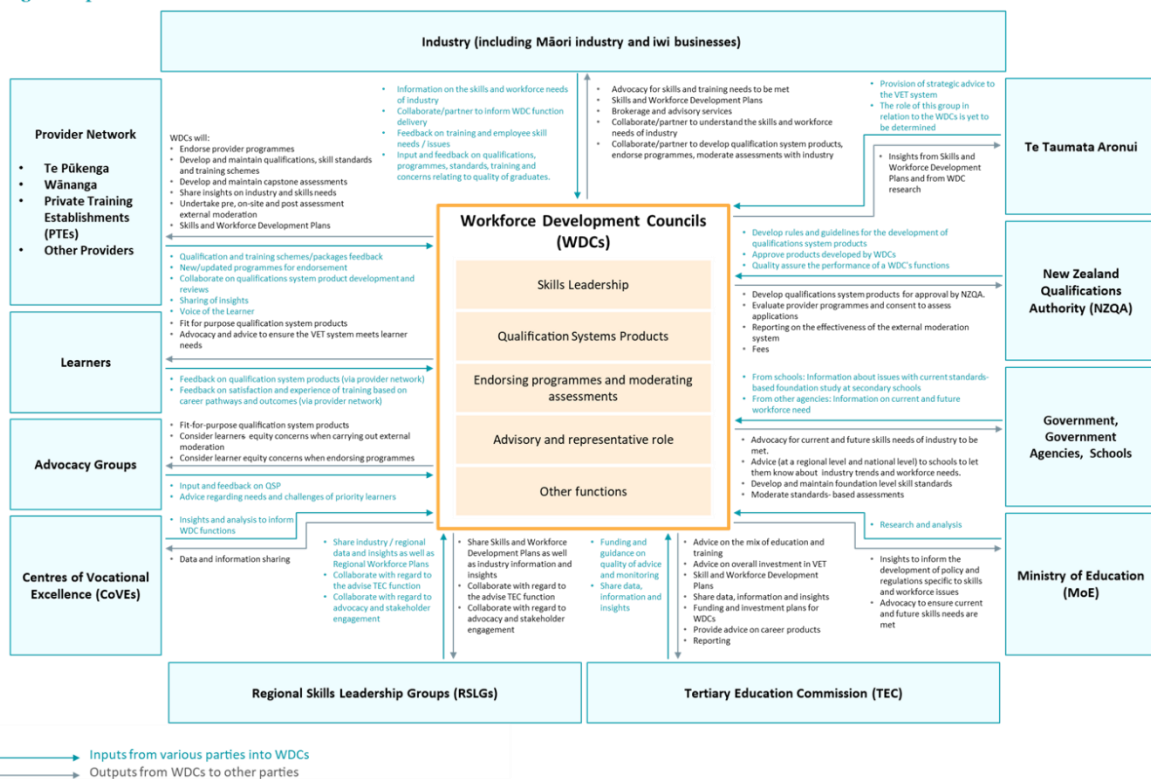 Industry (including Māori industry and iwi businesses)
Provider Network
• Te Pūkenga
• Wānanga
• Private Training
Establishments
(PTEs)
• Other Providers
WDCs will:
• Endorse provider programmes
• Develop and maintain qualifications, skill standards
and training schemes
• Develop and maintain capstone assessments
• Share insights on industry and skills needs
• Undertake pre, on-site and post assessment
external moderation
• Skills and Workforce Development Plans
• Information on the skills and workforce needs
of industry
• Collaborate/partner to inform WDC function
delivery
• Feedback on training and employee skill
needs / issues
• Input and feedback on qualifications,
programmes, standards, training and
concerns relating to quality of graduates.
• Advocacy for skills and training needs to be met
• Skills and Workforce Development Plans
• Brokerage and advisory services
• Collaborate/partner to understand the skills and workforce
needs of industry
• Collaborate/partner to develop qualification system products,
endorse programmes, moderate assessments with industry
• Provision of strategic advice to
the VET system
• The role of this group in
relation to the WDCs is yet to
be determined
• Insights from Skills and
Workforce Development
Plans and from WDC
research
Te Taumata Aronui
• Qualification and training schemes/packages feedback
• New/updated programmes for endorsement
• Collaborate on qualifications system product development and
reviews
• Sharing of insights
• Voice of the Learner
• Fit for purpose qualification system products
• Advocacy and advice to ensure the VET system meets learner
needs
Learners
• Feedback on qualification system products (via provider network)
• Feedback on satisfaction and experience of training based on
career pathways and outcomes (via provider network)
• Fit-for-purpose qualification system products
• Consider learners equity concerns when carrying out external
moderation
• Consider learner equity concerns when endorsing programmes
Advocacy Groups
• Input and feedback on QSP
• Advice regarding needs and challenges of priority learners
• Insights and analysis to inform
WDC functions
• Data and information sharing
Centres of Vocational
Excellence (CoVEs)
Workforce Development Councils
(WDCs)
Skills Leadership
Qualification Systems Products
Endorsing programmes and moderating
assessments
Advisory and representative role
Other functions
• Develop rules and guidelines for the development of
qualifications system products
• Approve products developed by WDCs
• Quality assure the performance of a WDC's functions
• Develop qualifications system products for approval by NZQA.
• Evaluate provider programmes and consent to assess
applications
• Reporting on the effectiveness of the external moderation
system
• Fees
New Zealand
Qualifications
Authority (NZQA)
• From schools: Information about issues with current standards-
based foundation study at secondary schools
• From other agencies: Information on current and future
workforce need
• Advocacy for current and future skills needs of industry to be
met.
• Advice (at a regional level and national level) to schools to let
them know about industry trends and workforce needs.
• Develop and maintain foundation level skill standards
• Moderate standards- based assessments
Government,
Government
Agencies, Schools
• Research and analysis
• Insights to inform the
development of policy and
regulations specific to skills
and workforce issues
• Advocacy to ensure current
and future skills needs are
met
Ministry of Education
(MoE)
• Share industry / regional
data and insights as well as
Regional Workforce Plans
• Collaborate with regard to
the advise TEC function
• Collaborate with regard to
advocacy and stakeholder
engagement
• Share Skills and Workforce
Development Plans as well
as industry information and
insights
• Collaborate with regard to
the advise TEC function
• Collaborate with regard to
advocacy and stakeholder
engagement
• Funding and
guidance on
quality of advice
and monitoring
• Share data,
information and
insights
• Advice on the mix of education and
training
• Advice on overall investment in VET
• Skill and Workforce Development
Plans
• Share data, information and insights
• Funding and investment plans for
WDCs
• Provide advice on career products
• Reporting
Regional Skills Leadership Groups (RSLGs)
Tertiary Education Commission (TEC)
Inputs from various parties into WDCs
Outputs from WDCs to other parties